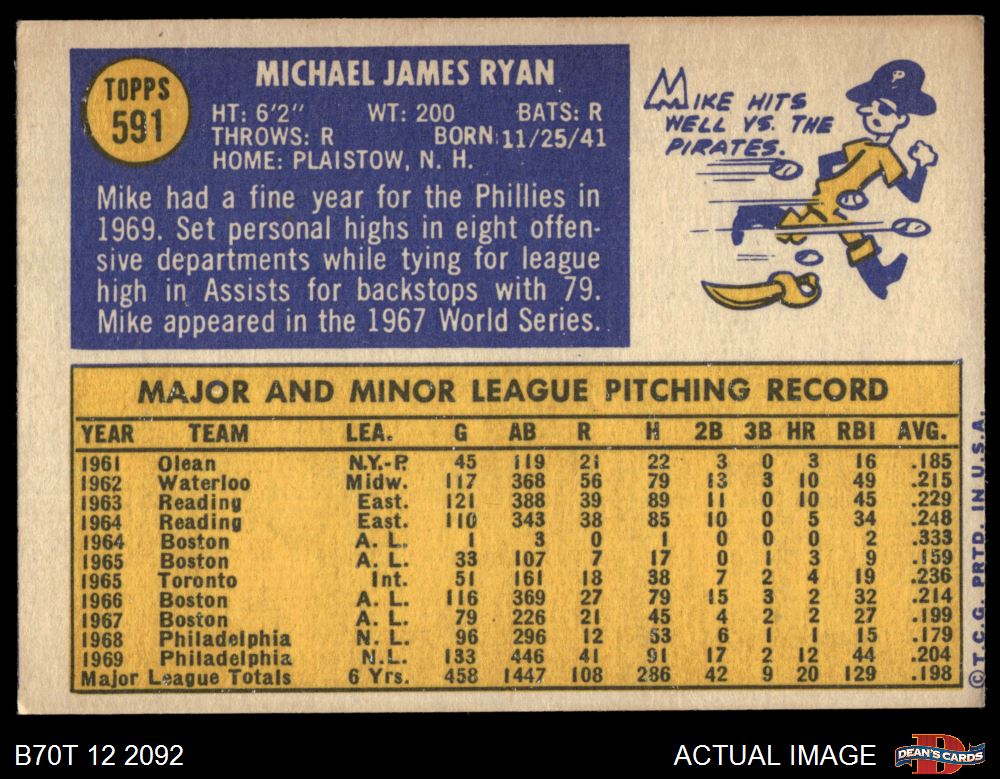 TOPPS
591
MICHAEL JAMES RYAN
HT: 6'2" WT: 200 BATS: R
THROWS: R BORN: 11/25/41
HOME: PLAISTOW, N. H.
Mike had a fine year for the Phillies in
1969. Set personal highs in eight offen-
sive departments while tying for league
high in Assists for backstops with 79.
Mike appeared in the 1967 World Series.
MIKE HITS
WELL VS. THE
PIRATES.
P
MAJOR AND MINOR LEAGUE PITCHING RECORD
YEAR TEAM LEA. G AB R H 2B 3B HR RBI AVG.
1961 Olean N.Y.-P. 45 119 21 22 3 0 3 16 .185
1962 Waterloo Midw. 117 368 56 79 13 3 10 49 .215
1963 Reading East. 121 388 39 89 11 0 10 45 .229
1964 Reading East. 110 343 38 85 10 0 5 34 .248
1964 Boston A. L. 1 3 0 1 0 0 0 2 .333
1965 Boston A. L. 33 107 7 17 0 1 3 9 .159
1965 Toronto Int. 51 161 18 38 7 2 4 19 .236
1966 Boston A. L. 116 369 27 79 15 3 2 32 .214
1967 Boston A. L. 79 226 21 45 4 2 2 27 .199
1968 Philadelphia N. L. 96 296 12 53 6 1 1 15 .179
1969 Philadelphia N.L. 133 446 41 91 17 2 12 44 .204
Major League Totals 6 Yrs. 458 1447 108 286 42 9 20 129 .198
©T.C.G. PRTD. IN U.S.A.
B70T 12 2092
ACTUAL IMAGE
DEAN'S CARDS